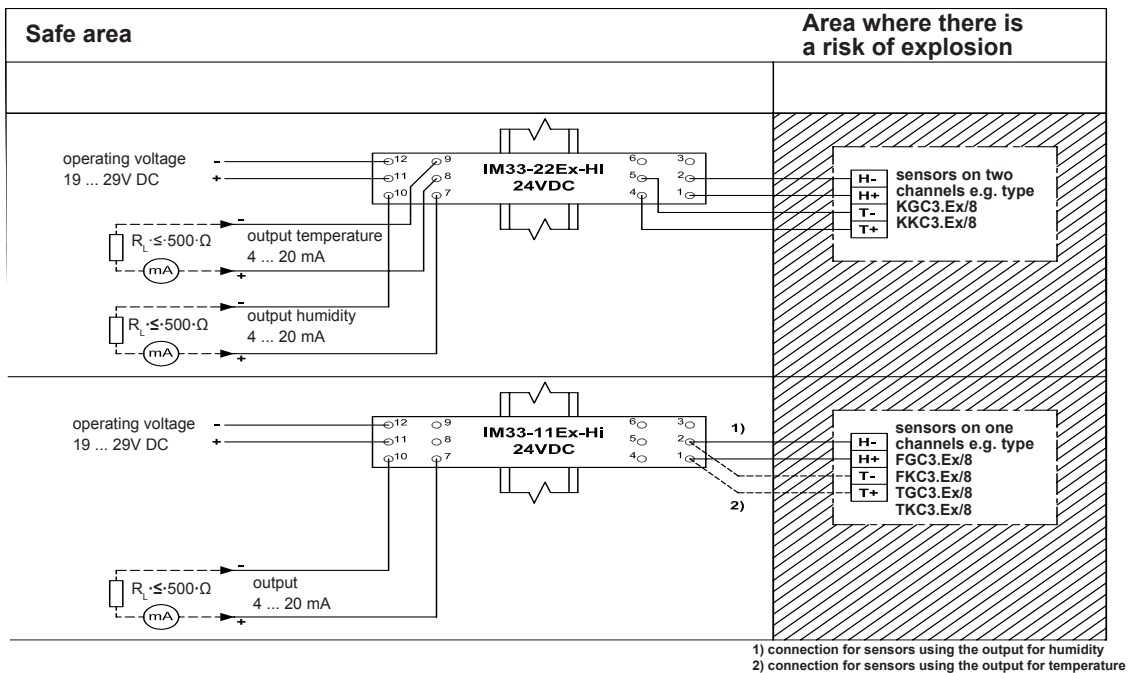 Safe area
Area where there is
a risk of explosion
operating voltage
19 ... 29V DC
-
+
12
11
10
9
8
7
IM33-22Ex-HI
24VDC
6
5
4
3
2
1
H-
H+
T-
T+
sensors on two
channels e.g. type
KGC3.Ex/8
KKC3.Ex/8
-
RL·≤·500·Ω
output temperature
4 ... 20 mA
mA
+
-
RL·≤·500·Ω
output humidity
4 ... 20 mA
mA
+
operating voltage
19 ... 29V DC
-
+
12
11
10
9
8
7
IM33-11Ex-Hi
24VDC
6
5
4
3
2
1
1)
2)
H-
H+
T-
T+
sensors on one
channels e.g. type
FGC3.Ex/8
FKC3.Ex/8
TGC3.Ex/8
TKC3.Ex/8
-
RL·≤·500·Ω
output
4 ... 20 mA
mA
+
1) connection for sensors using the output for humidity
2) connection for sensors using the output for temperature